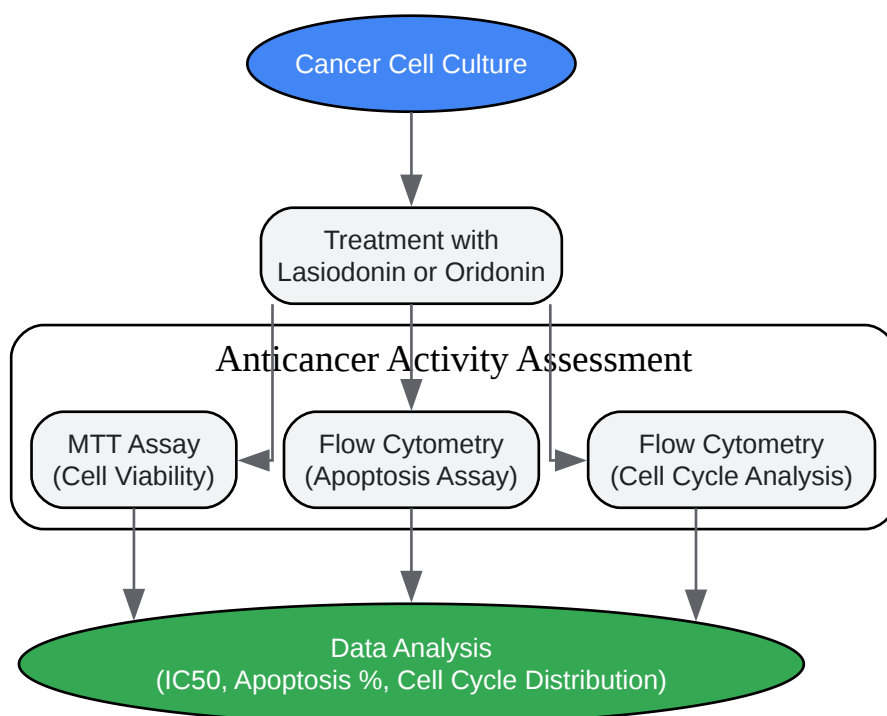 Cancer Cell Culture
Treatment with
Lasiodonin or Oridonin
Anticancer Activity Assessment
MTT Assay
(Cell Viability)
Flow Cytometry
(Apoptosis Assay)
Flow Cytometry
(Cell Cycle Analysis)
Data Analysis
(IC50, Apoptosis %, Cell Cycle Distribution)